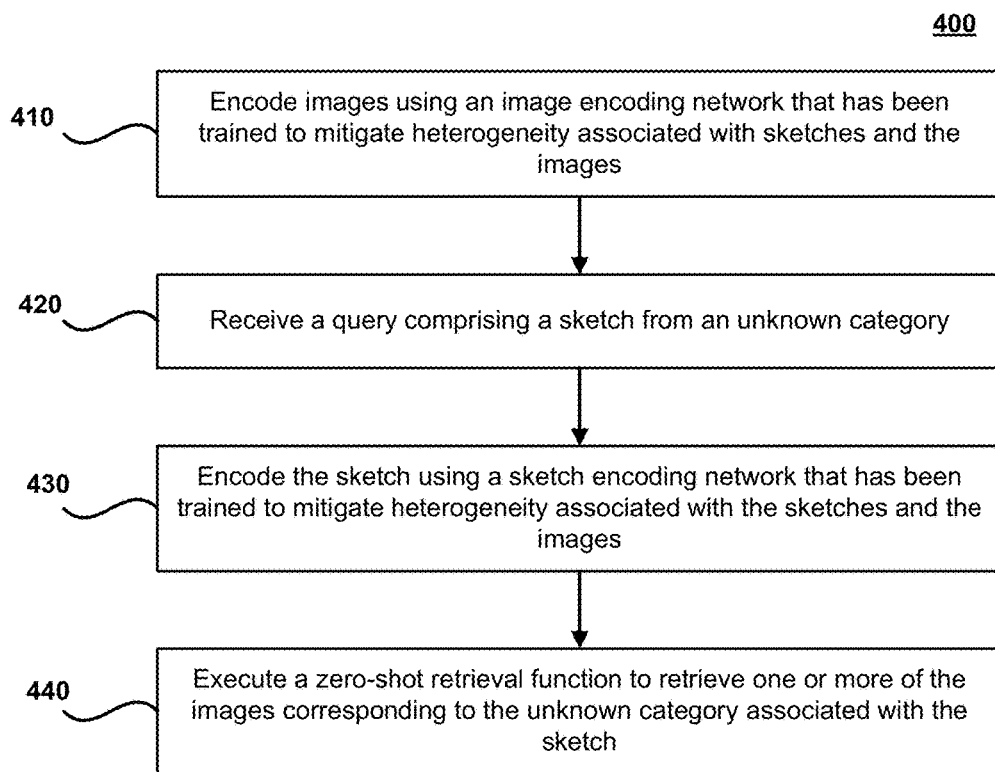 400
410
Encode images using an image encoding network that has been
trained to mitigate heterogeneity associated with sketches and the
images
420
Receive a query comprising a sketch from an unknown category
430
Encode the sketch using a sketch encoding network that has been
trained to mitigate heterogeneity associated with the sketches and the
images
440
Execute a zero-shot retrieval function to retrieve one or more of the
images corresponding to the unknown category associated with the
sketch